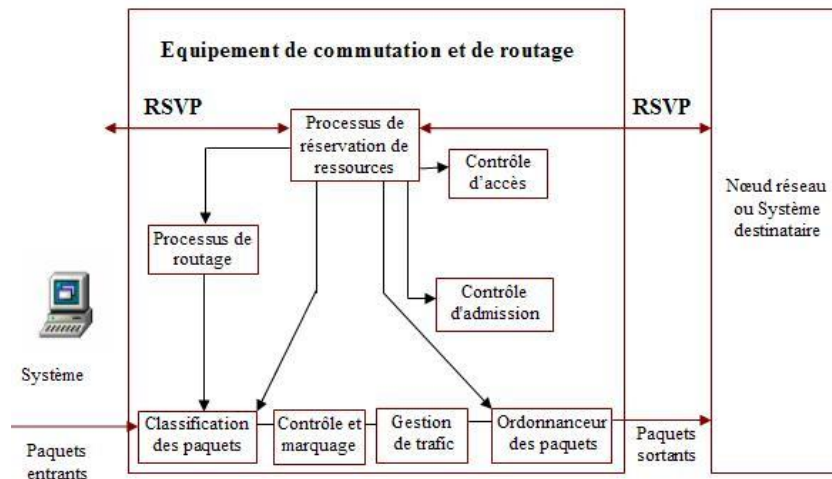 Equipement de commutation et de routage
RSVP
RSVP
Processus de
réservation de
ressources
Contrôle
d'accès
Nœud réseau
ou Système
destinataire
Processus de
routage
Contrôle
d'admission
Système
Classification
des paquets
Contrôle et
marquage
Gestion
de trafic
Ordonnanceur
des paquets
Paquets
entrants
Paquets
sortants